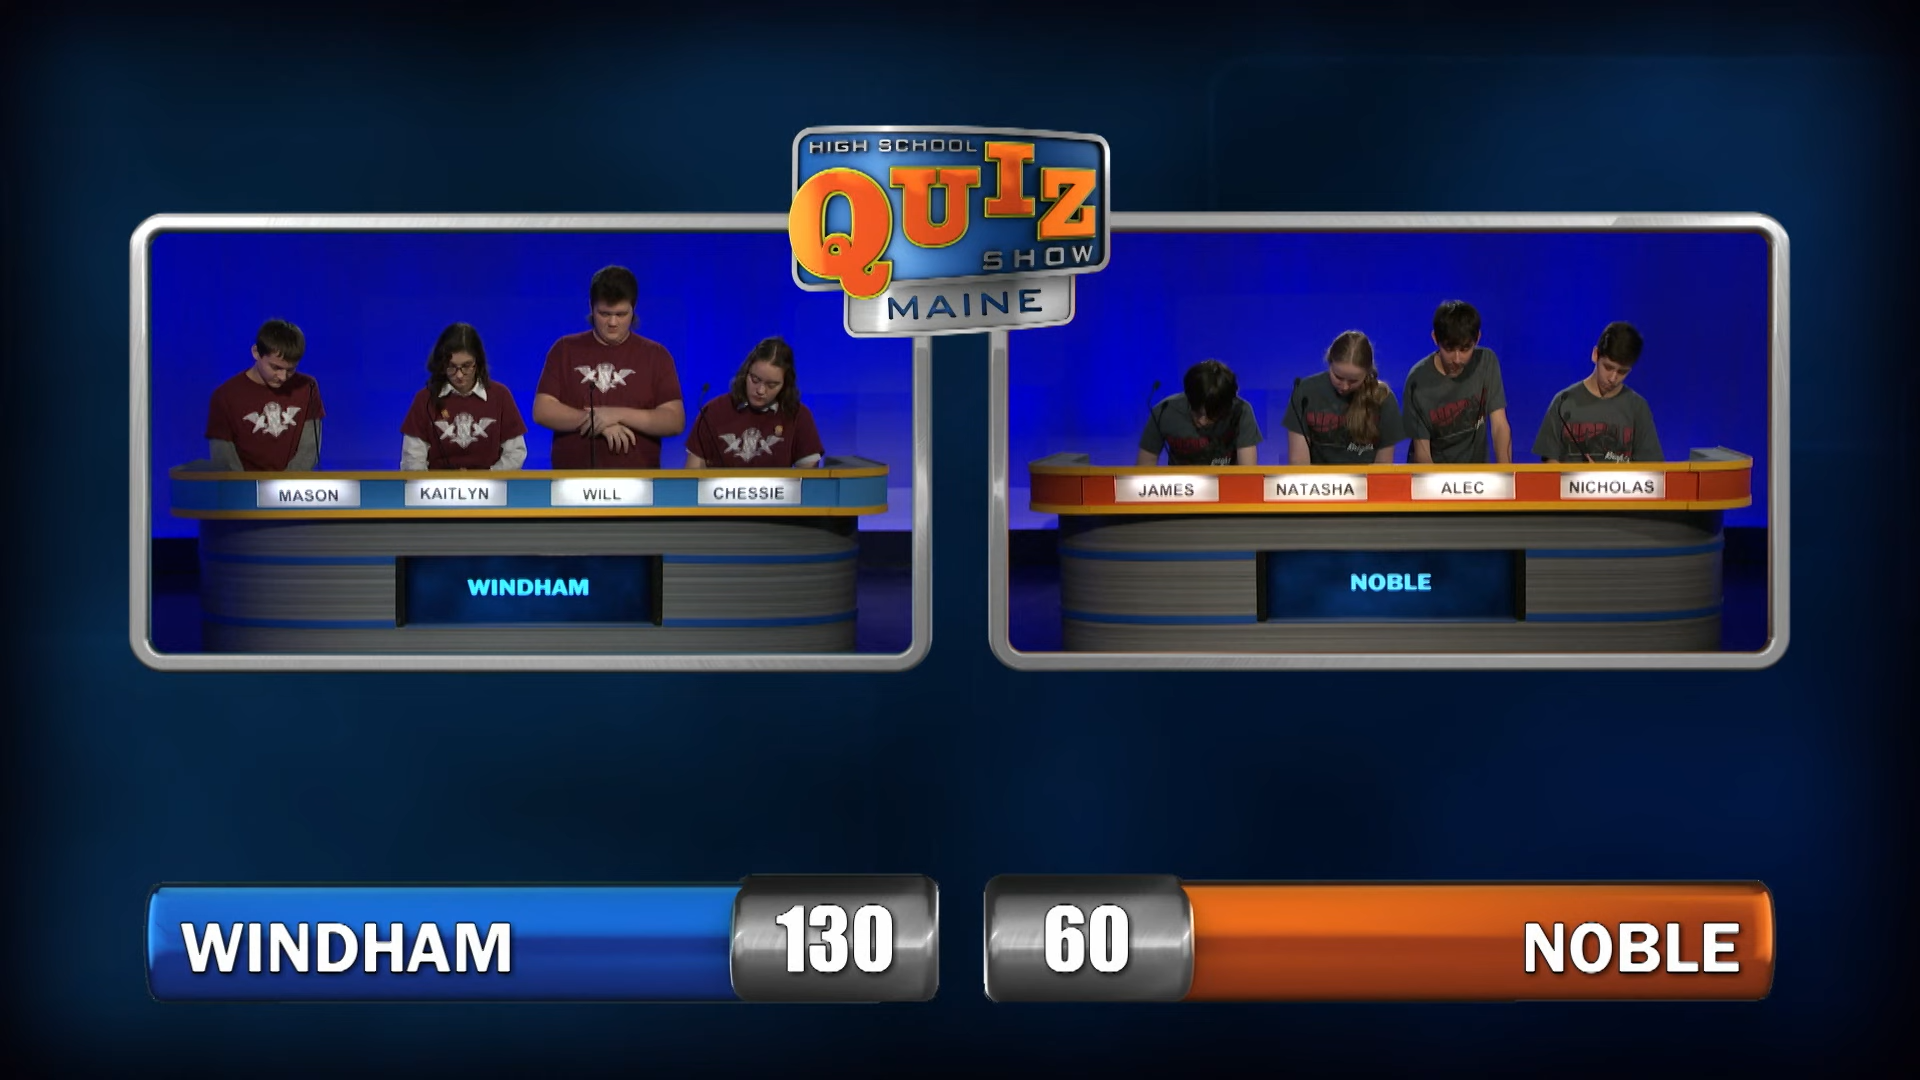 HIGH SCHOOL
QUIZ
SHOW
MAINE
MASON
KAITLYN
WILL
CHESSIE
WINDHAM
JAMES
NATASHA
ALEC
NICHOLAS
NOBLE
WINDHAM 130
60 NOBLE